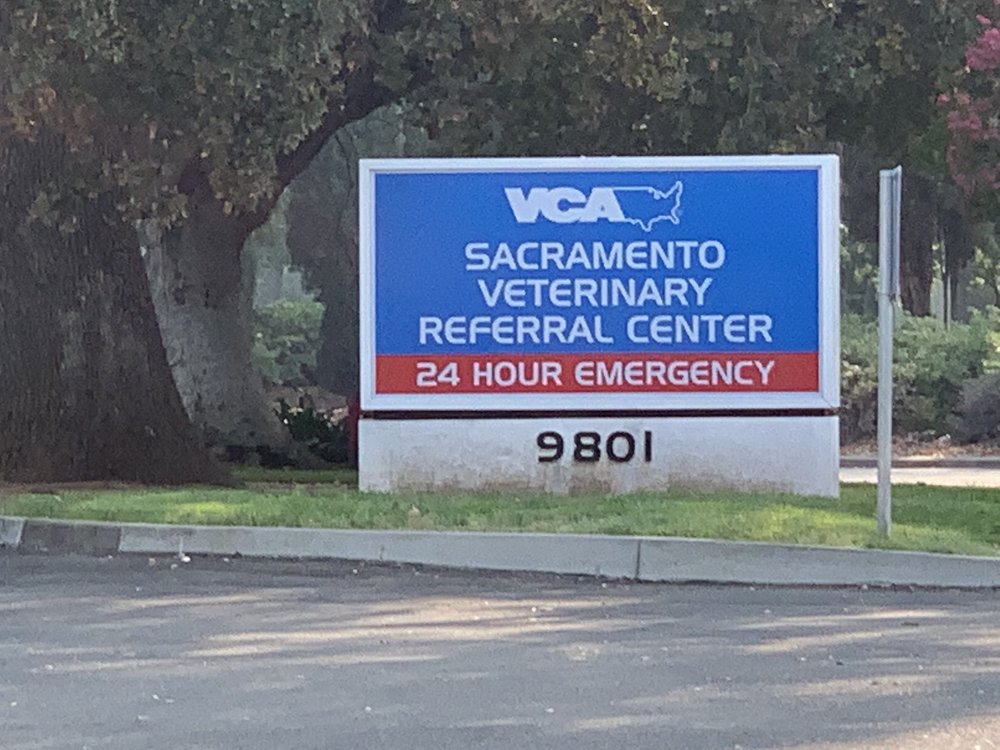 VCA
SACRAMENTO
VETERINARY
REFERRAL CENTER
24 HOUR EMERGENCY
9801